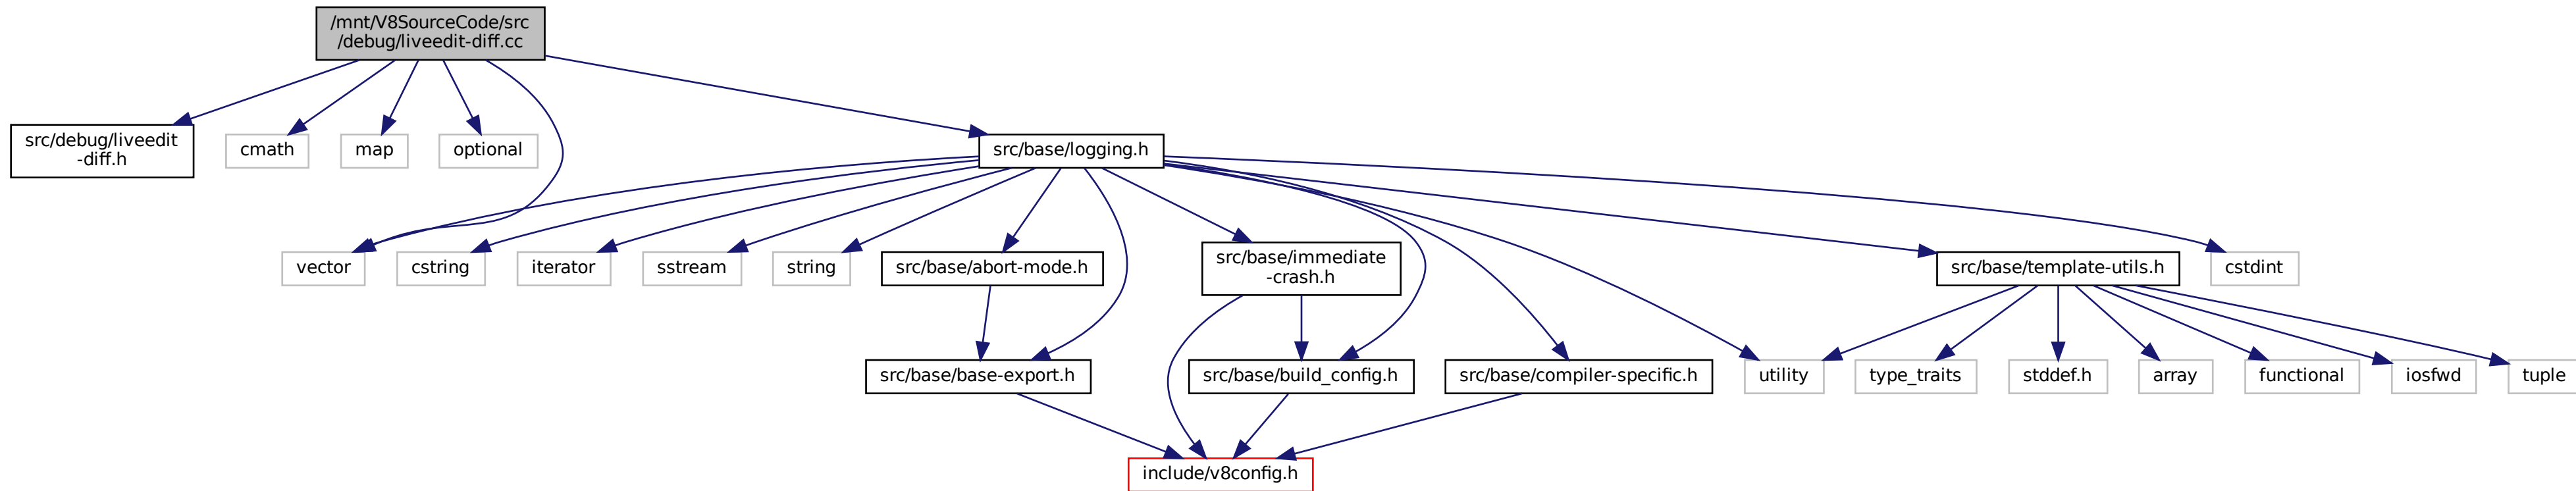 /mnt/V8SourceCode/src
/debug/liveedit-diff.cc
src/debug/liveedit
-diff.h
cmath
map
optional
src/base/logging.h
vector
cstring
iterator
sstream
string
src/base/abort-mode.h
src/base/immediate
-crash.h
src/base/template-utils.h
cstdint
src/base/base-export.h
src/base/build_config.h
src/base/compiler-specific.h
utility
type_traits
stddef.h
array
functional
iosfwd
tuple
include/v8config.h